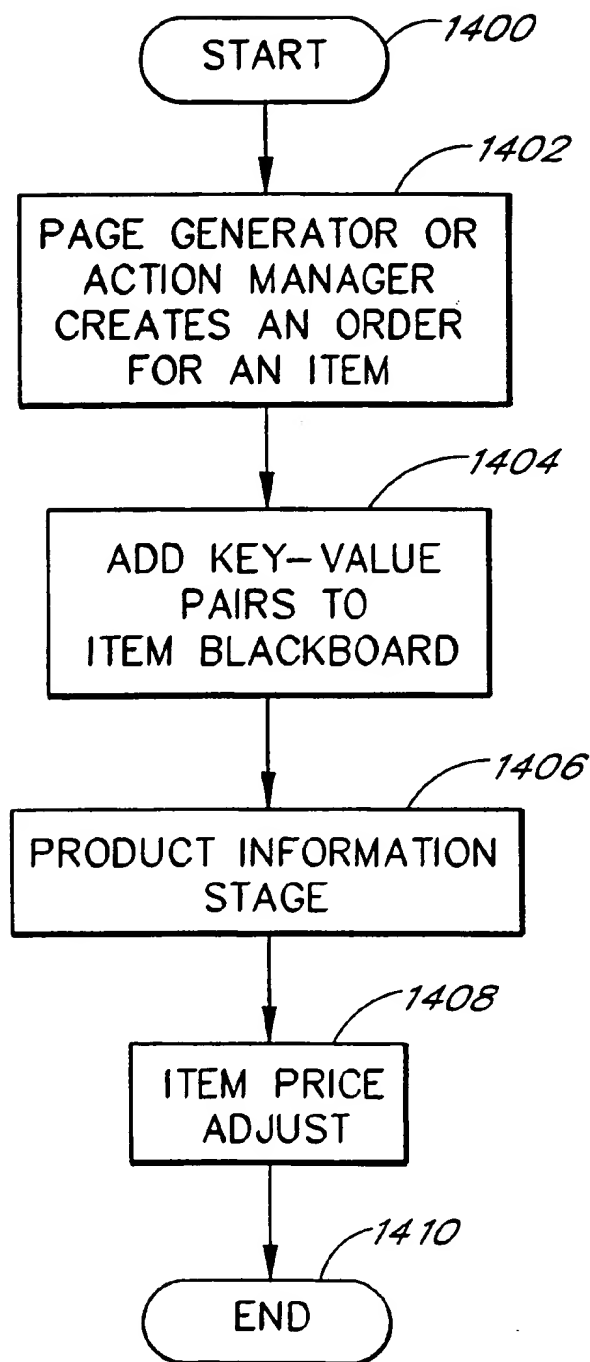 1400
START
1402
PAGE GENERATOR OR
ACTION MANAGER
CREATES AN ORDER
FOR AN ITEM
1404
ADD KEY-VALUE
PAIRS TO
ITEM BLACKBOARD
1406
PRODUCT INFORMATION
STAGE
1408
ITEM PRICE
ADJUST
1410
END